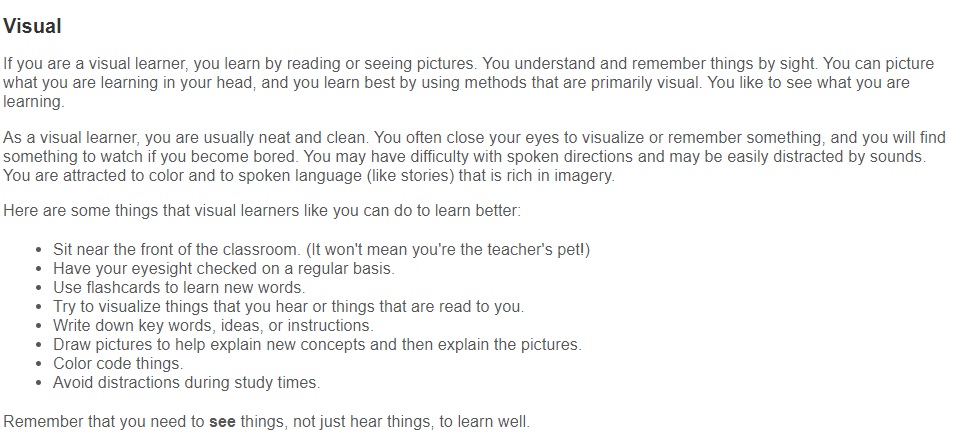 Visual
If you are a visual learner, you learn by reading or seeing pictures. You understand and remember things by sight. You can picture
what you are learning in your head, and you learn best by using methods that are primarily visual. You like to see what you are
learning.
As a visual learner, you are usually neat and clean. You often close your eyes to visualize or remember something, and you will find
something to watch if you become bored. You may have difficulty with spoken directions and may be easily distracted by sounds.
You are attracted to color and to spoken language (like stories) that is rich in imagery.
Here are some things that visual learners like you can do to learn better:
• Sit near the front of the classroom. (It won't mean you're the teacher's pet!)
• Have your eyesight checked on a regular basis.
• Use flashcards to learn new words.
• Try to visualize things that you hear or things that are read to you.
• Write down key words, ideas, or instructions.
• Draw pictures to help explain new concepts and then explain the pictures.
• Color code things.
• Avoid distractions during study times.
Remember that you need to see things, not just hear things, to learn well.